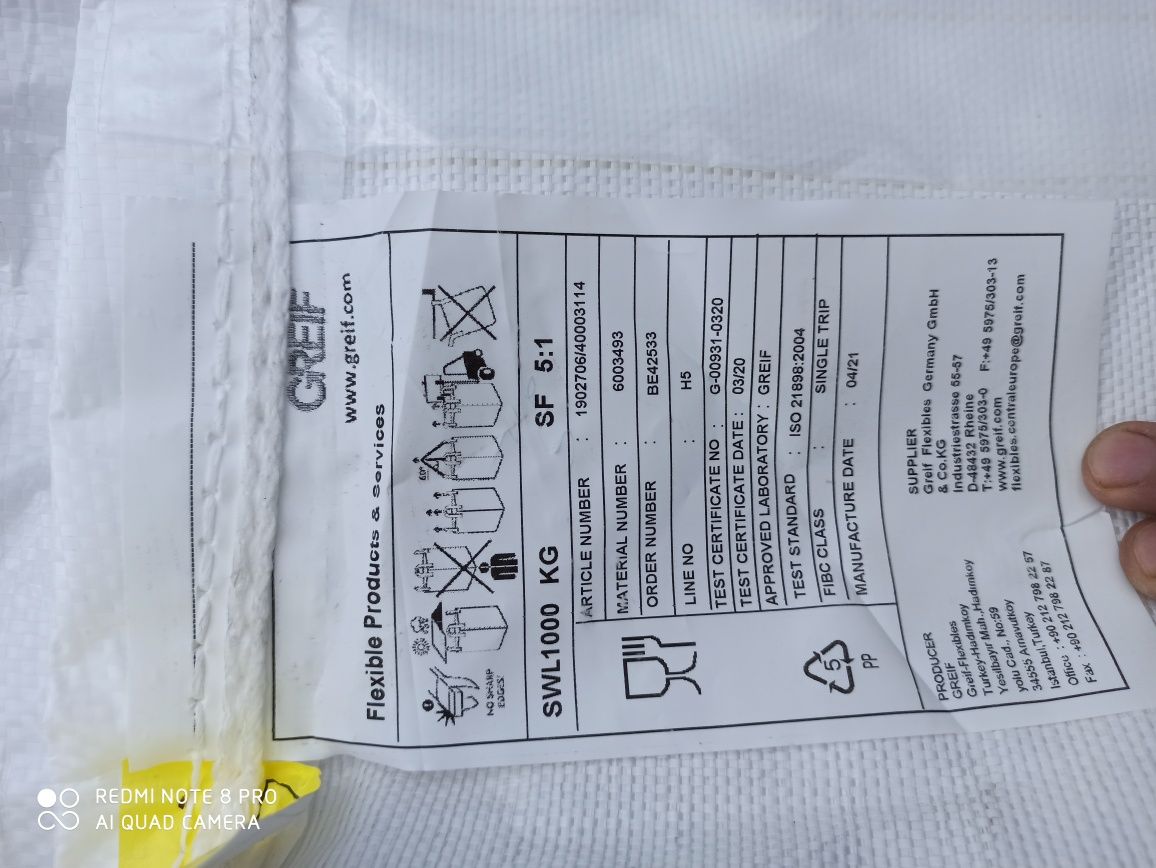 GREIF
www.greif.com
Flexible Products & Services
NO SHARP
EDGES!
60°
SWL1000 KG SF 5:1
ARTICLE NUMBER : 1902706/40003114
MATERIAL NUMBER : 6003493
ORDER NUMBER : BE42533
LINE NO : H5
TEST CERTIFICATE NO : G-00931-0320
TEST CERTIFICATE DATE : 03/20
APPROVED LABORATORY : GREIF
TEST STANDARD : ISO 21898:2004
FIBC CLASS : SINGLE TRIP
MANUFACTURE DATE : 04/21
5
PP
PRODUCER
GREIF
Greif-Flexibles
Turkey-Hadimkoy
Yesilbayir Mah.,Hadimkoy
yolu Cad., No:59
34555 Arnavutkoy
Istanbul,Turkey
Office : +90 212 798 22 57
Fax : +90 212 798 22 87
SUPPLIER
Greif Flexibles Germany GmbH
& Co.KG
Industriestrasse 55-57
D-48432 Rheine
T:+49 5975/303-0 F:+49 5975/303-13
www.greif.com
flexibles.centraleurope@greif.com
REDMI NOTE 8 PRO
AI QUAD CAMERA